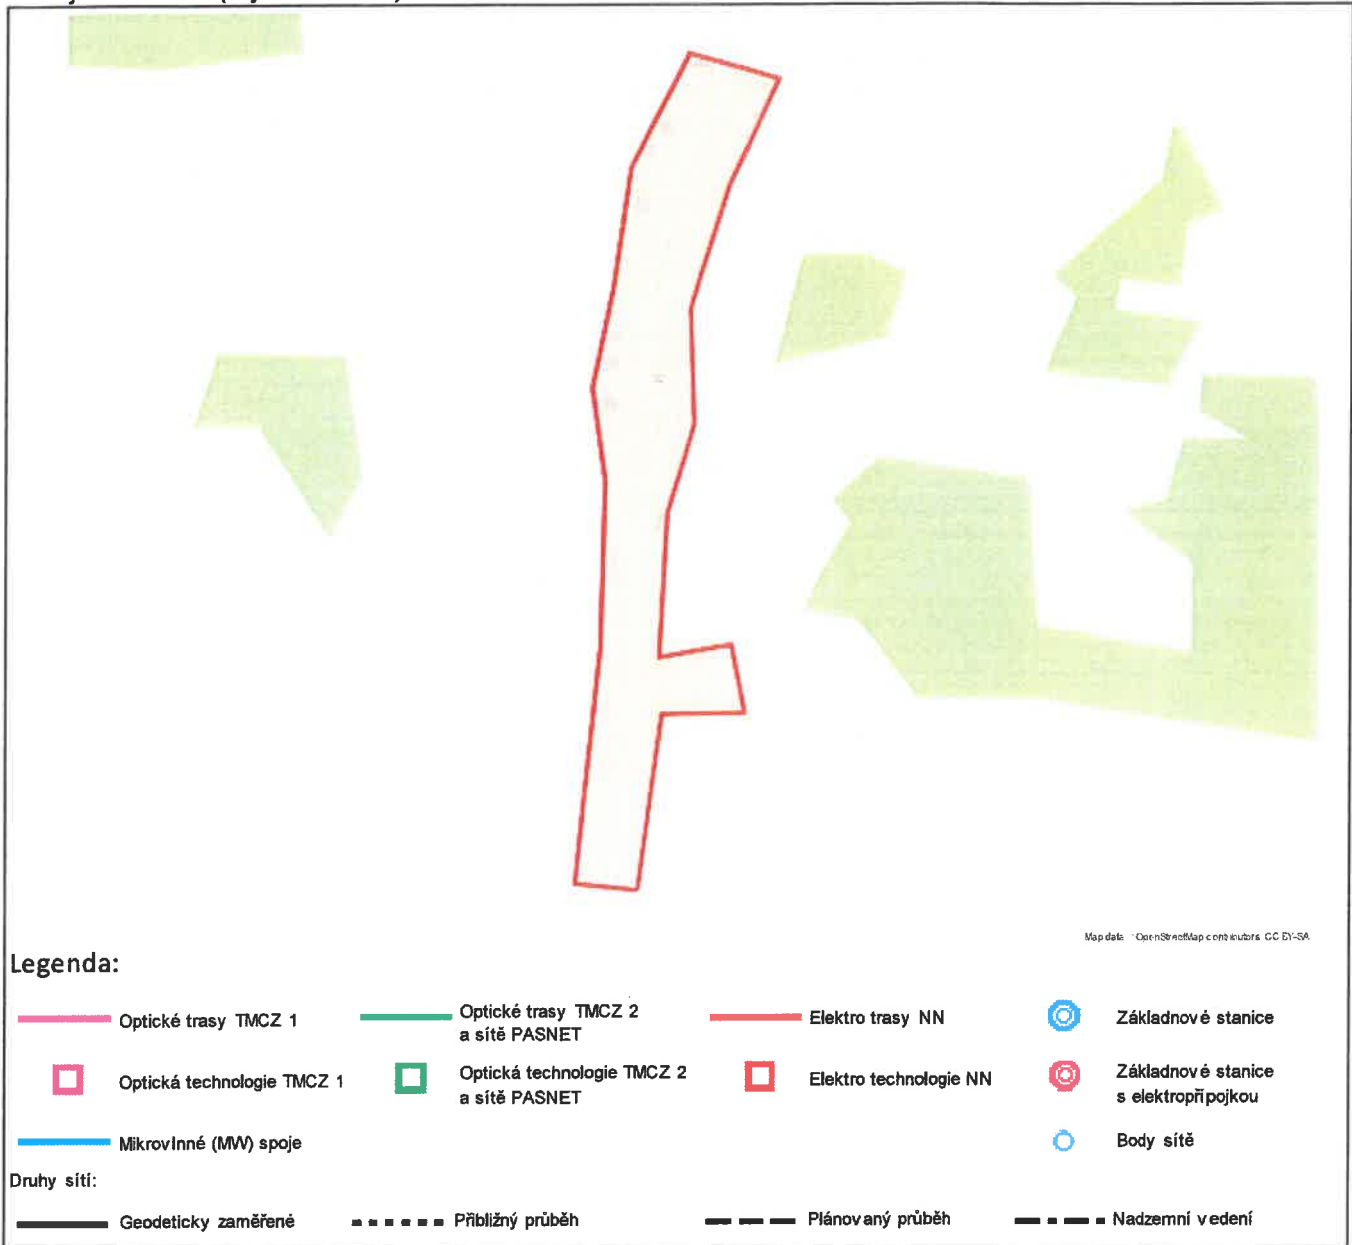 Map data OpenStreetMap contributors CC BY-SA
Legenda:
Optické trasy TMCZ 1
Optické trasy TMCZ 2
a sítě PASNET
Elektro trasy NN
Základnové stanice
Optická technologie TMCZ 1
Optická technologie TMCZ 2
a sítě PASNET
Elektro technologie NN
Základnové stanice
s elektropřípojkou
Mikrovlnné (MW) spoje
Body sítě
Druhy sítí:
Geodeticky zaměřené
Přibližný průběh
Plánovaný průběh
Nadzemní vedení